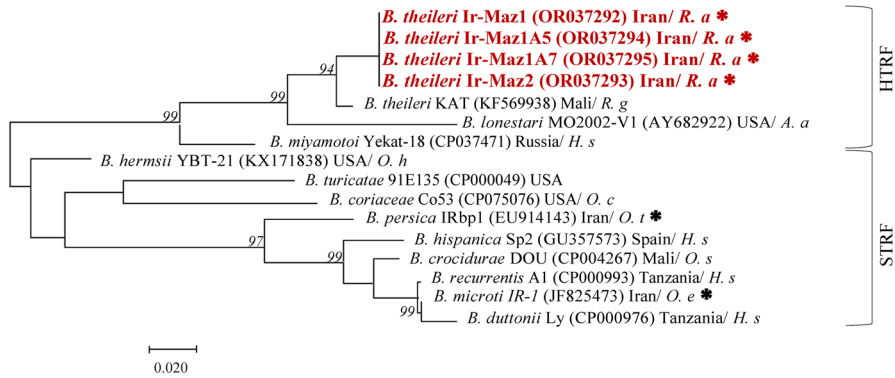 B. theileri Ir-Maz1 (OR037292) Iran/ R. a *
B. theileri Ir-Maz1A5 (OR037294) Iran/ R. a *
B. theileri Ir-Maz1A7 (OR037295) Iran/ R. a *
B. theileri Ir-Maz2 (OR037293) Iran/ R. a *
94
B. theileri KAT (KF569938) Mali/ R. g
99
B. lonestari MO2002-V1 (AY682922) USA/ A. a
99
B. miyamotoi Yekat-18 (CP037471) Russia/ H. s
HTRF
B. hermsii YBT-21 (KX171838) USA/ O. h
B. turicatae 91E135 (CP000049) USA
B. coriaceae Co53 (CP075076) USA/ O. c
B. persica IRbp1 (EU914143) Iran/ O. t *
97
B. hispanica Sp2 (GU357573) Spain/ H. s
99
B. crocidurae DOU (CP004267) Mali/ O. s
B. recurrentis A1 (CP000993) Tanzania/ H. s
B. microti IR-1 (JF825473) Iran/ O. e *
99
B. duttonii Ly (CP000976) Tanzania/ H. s
STRF
0.020